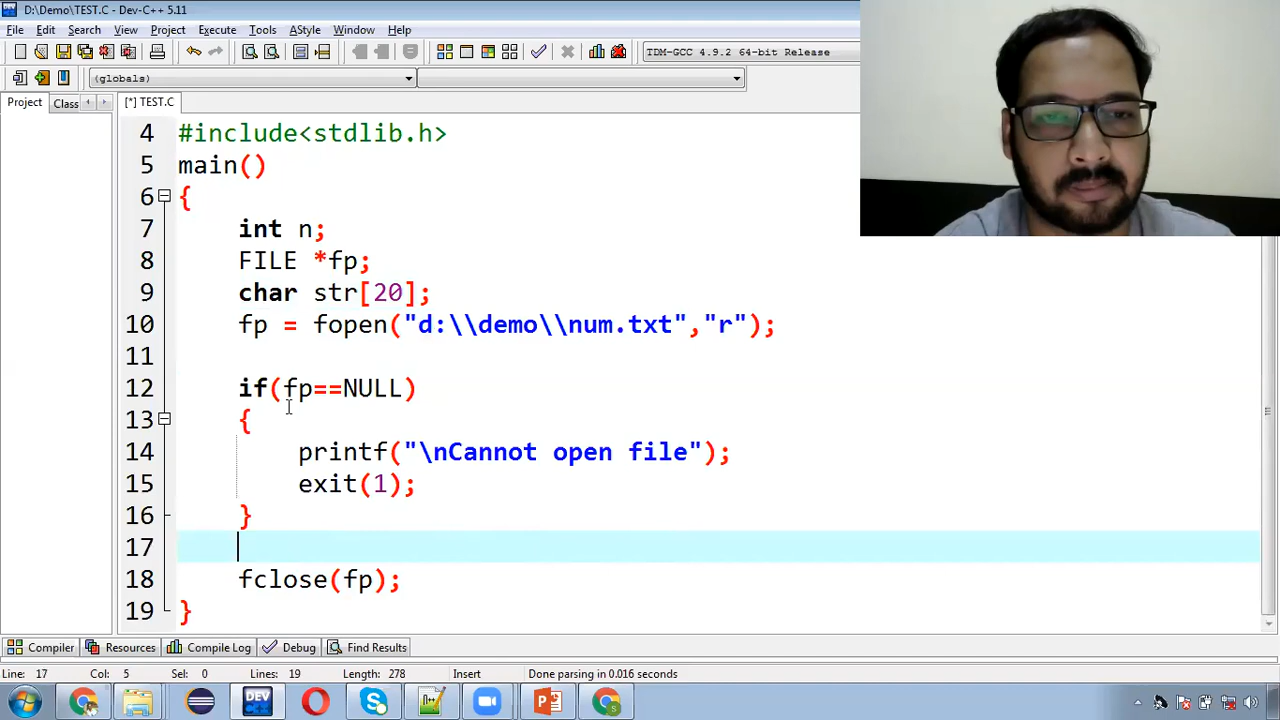 D:\Demo\TEST.C - Dev-C++ 5.11
File Edit Search View Project Execute Tools AStyle Window Help
TDM-GCC 4.9.2 64-bit Release
(globals)
Project Class [*] TEST.C
4 #include<stdlib.h>
5 main()
6 {
7 int n;
8 FILE *fp;
9 char str[20];
10 fp = fopen("d:\\demo\\num.txt","r");
11
12 if(fp==NULL)
13 {
14 printf("\nCannot open file");
15 exit(1);
16 }
17
18 fclose(fp);
19 }
Compiler Resources Compile Log Debug Find Results
Line: 17 Col: 5 Sel: 0 Lines: 19 Length: 278 Insert Done parsing in 0.016 seconds
DEV